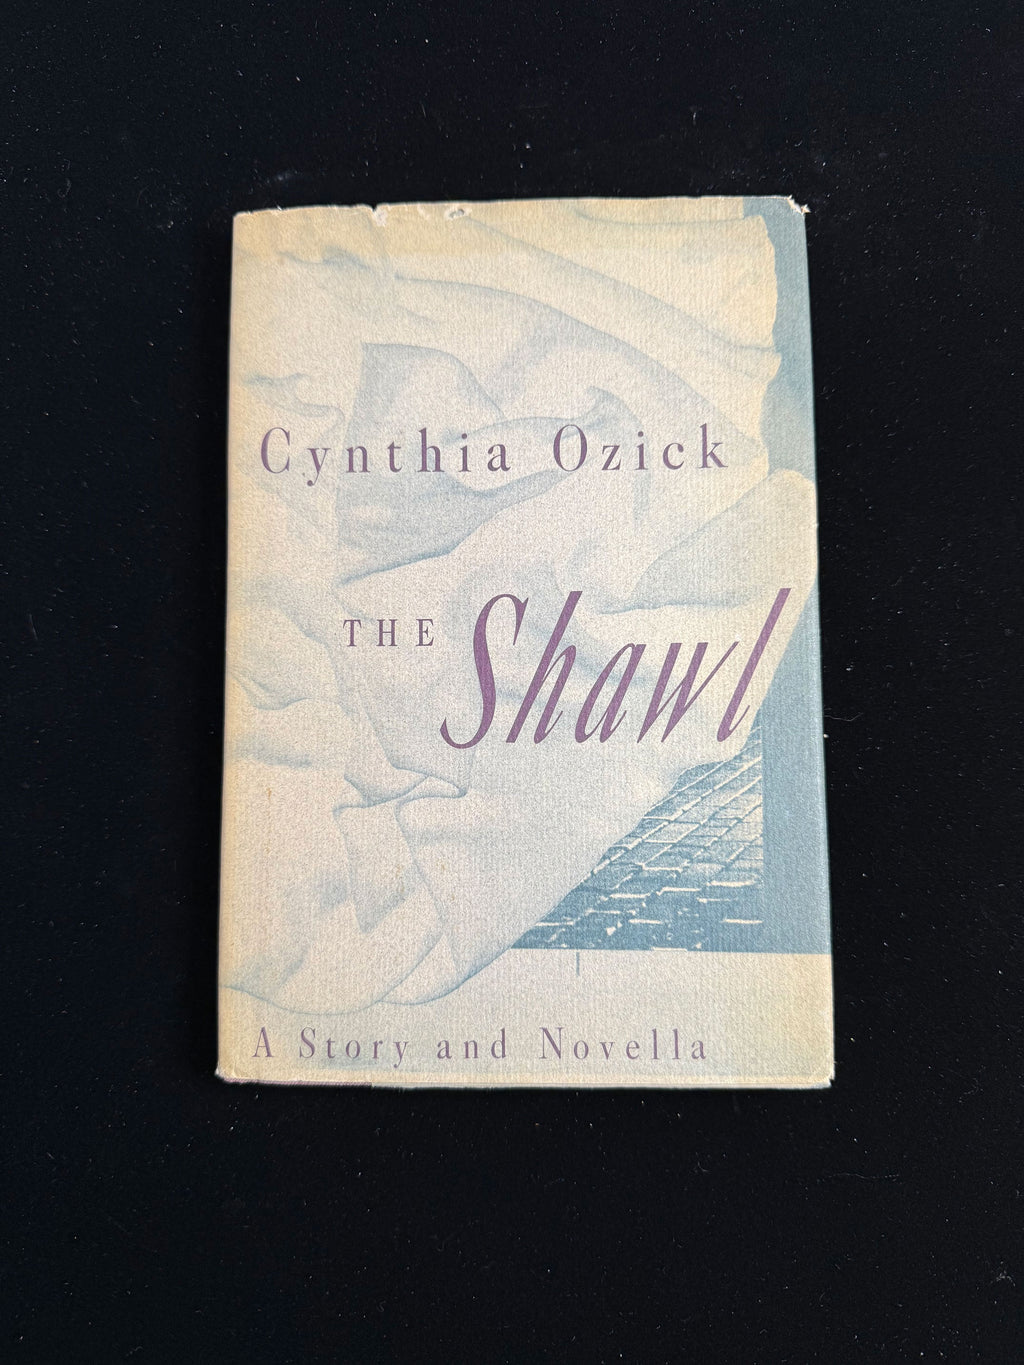 Cynthia Ozick
THE Shawl
A Story and Novella